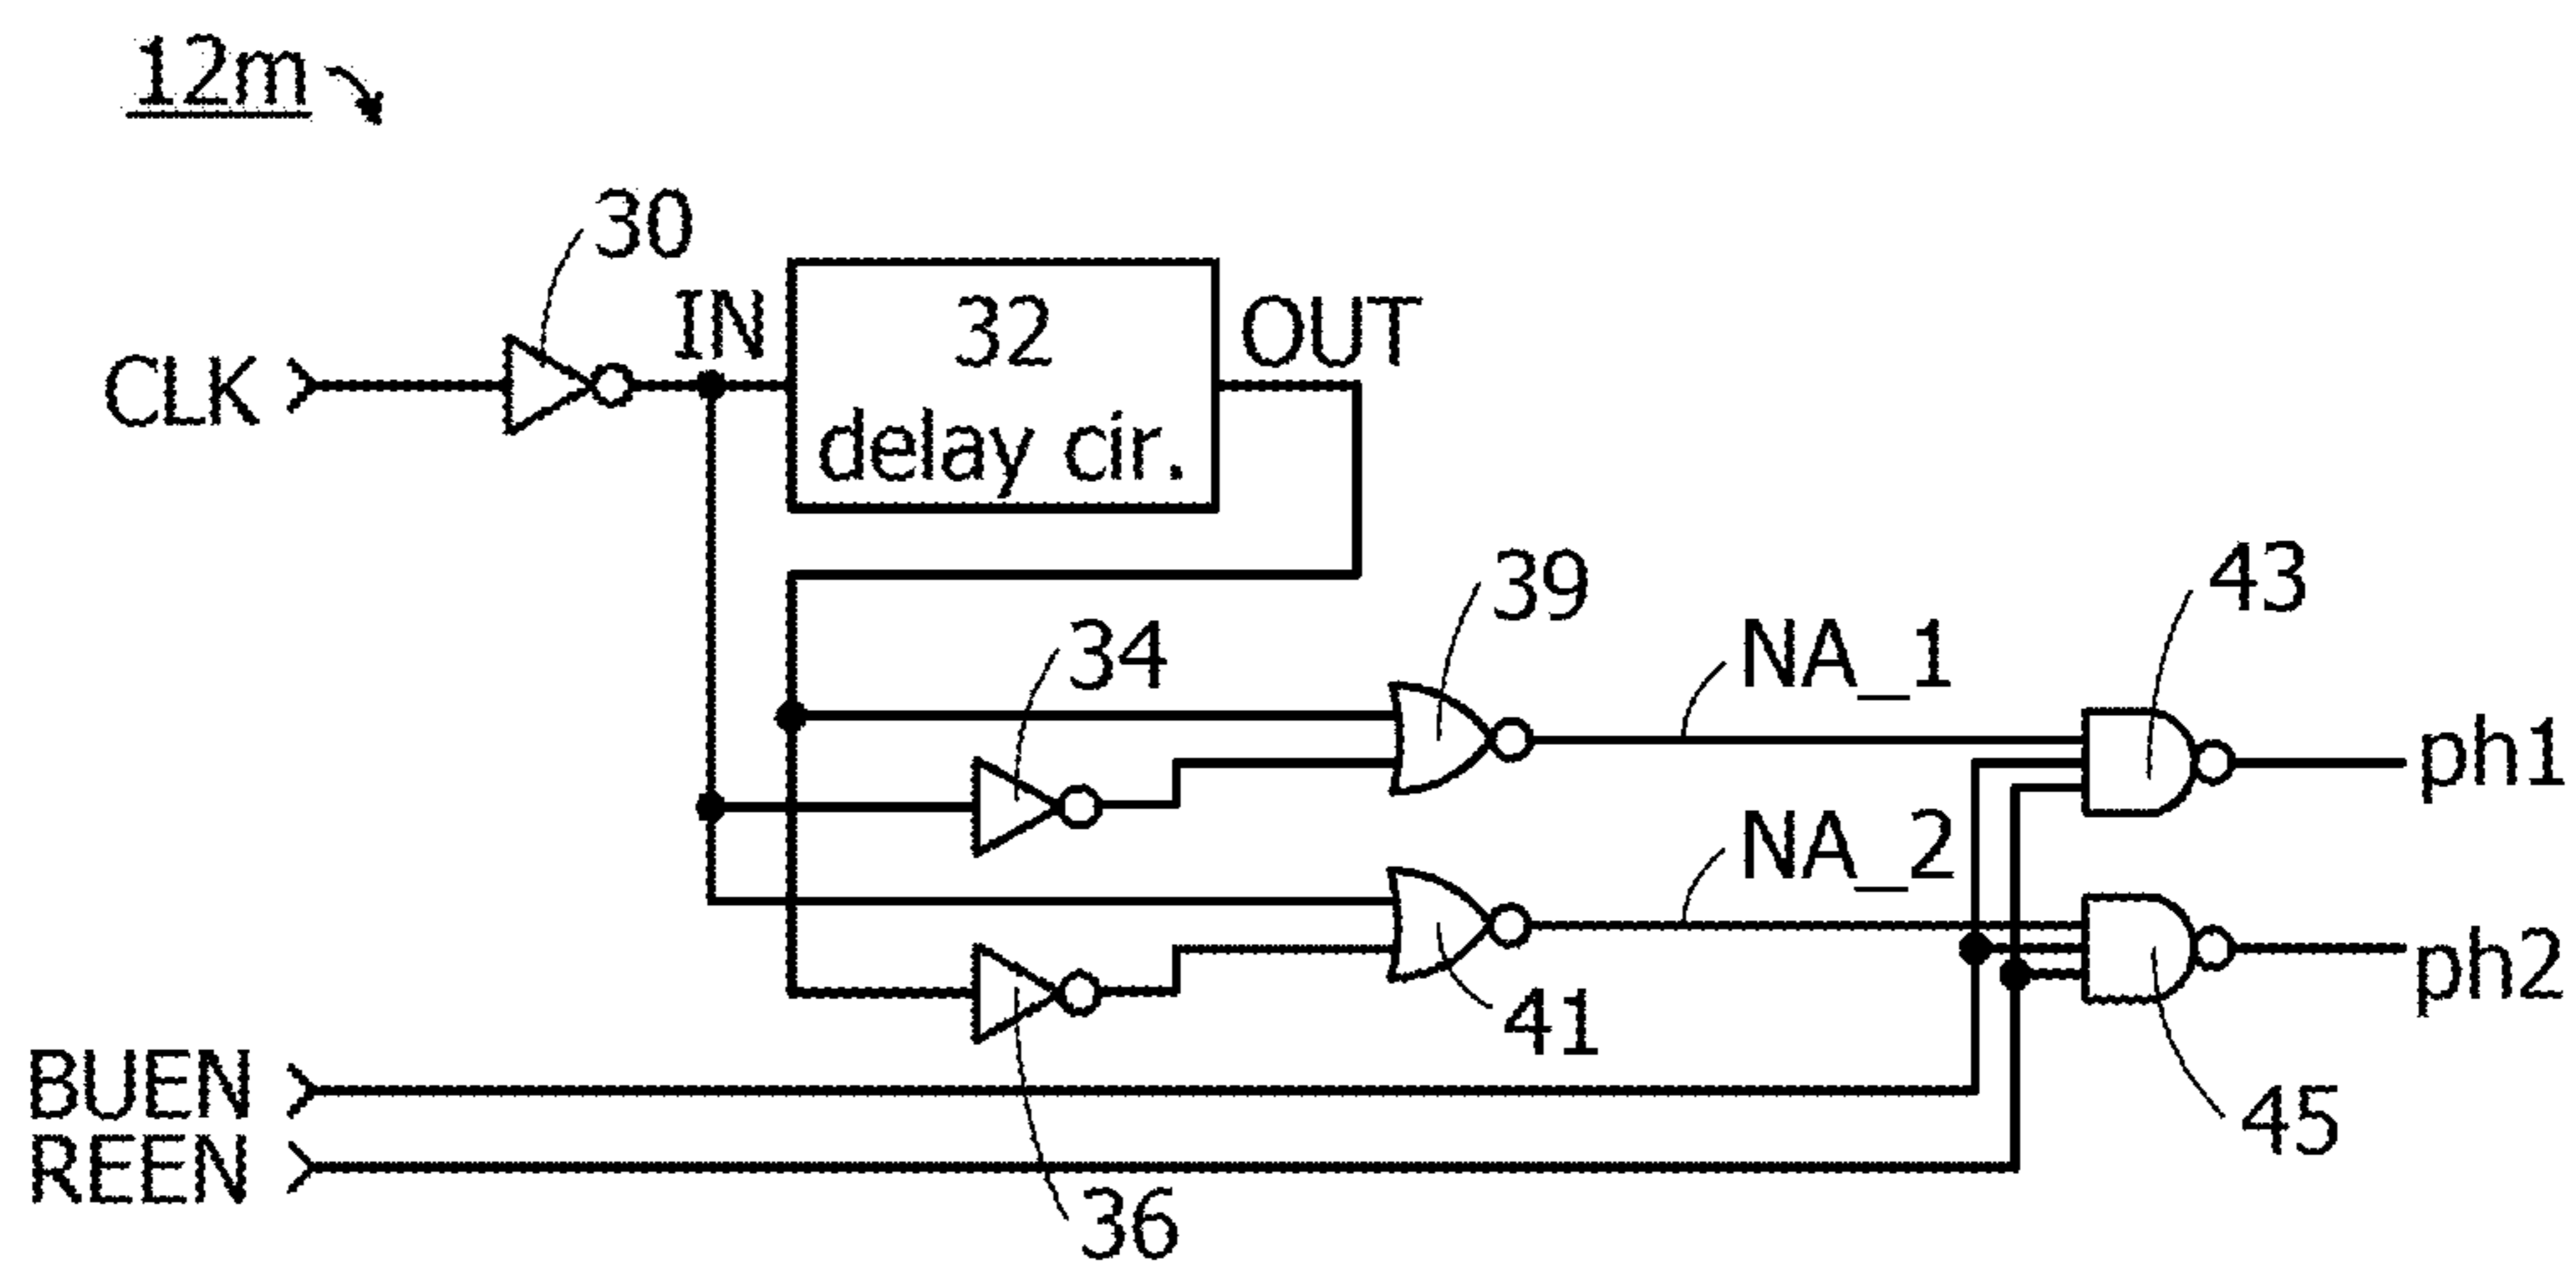 12m
30
IN
32
delay cir.
OUT
CLK
39
43
34
NA_1
ph1
NA_2
41
ph2
BUEN
45
REEN
36